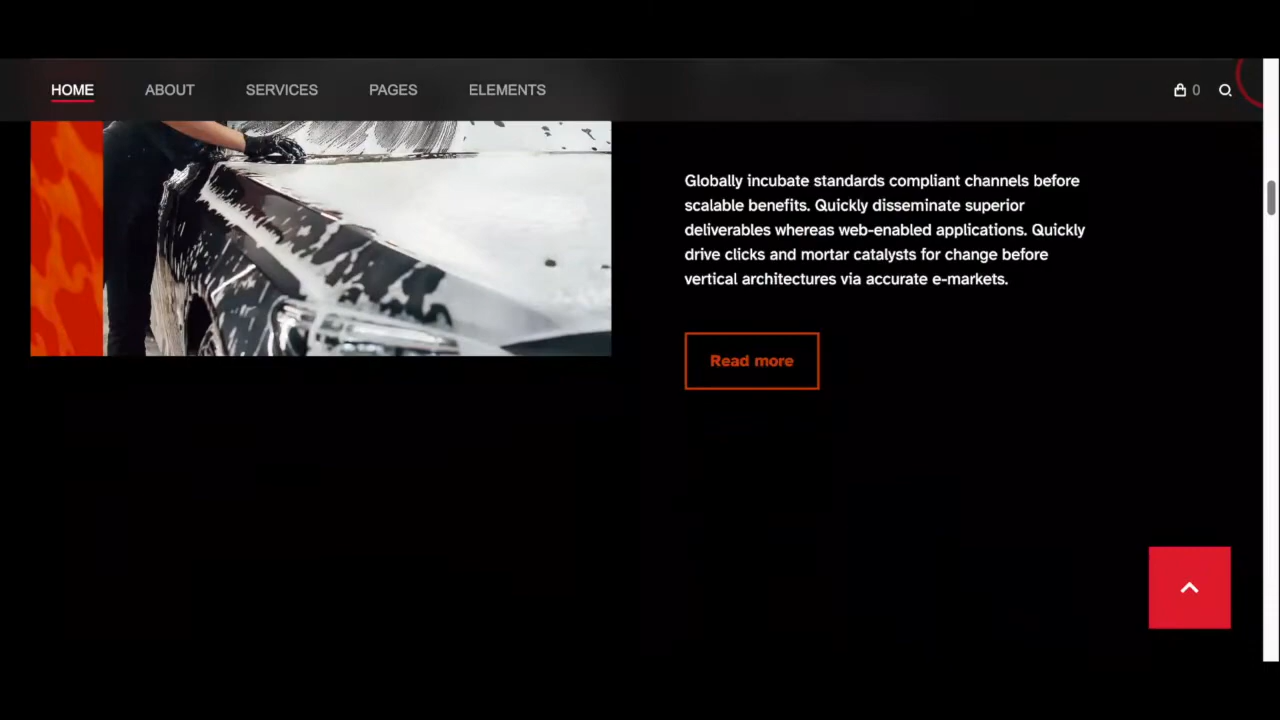 HOME ABOUT SERVICES PAGES ELEMENTS 0
Globally incubate standards compliant channels before
scalable benefits. Quickly disseminate superior
deliverables whereas web-enabled applications. Quickly
drive clicks and mortar catalysts for change before
vertical architectures via accurate e-markets.
Read more